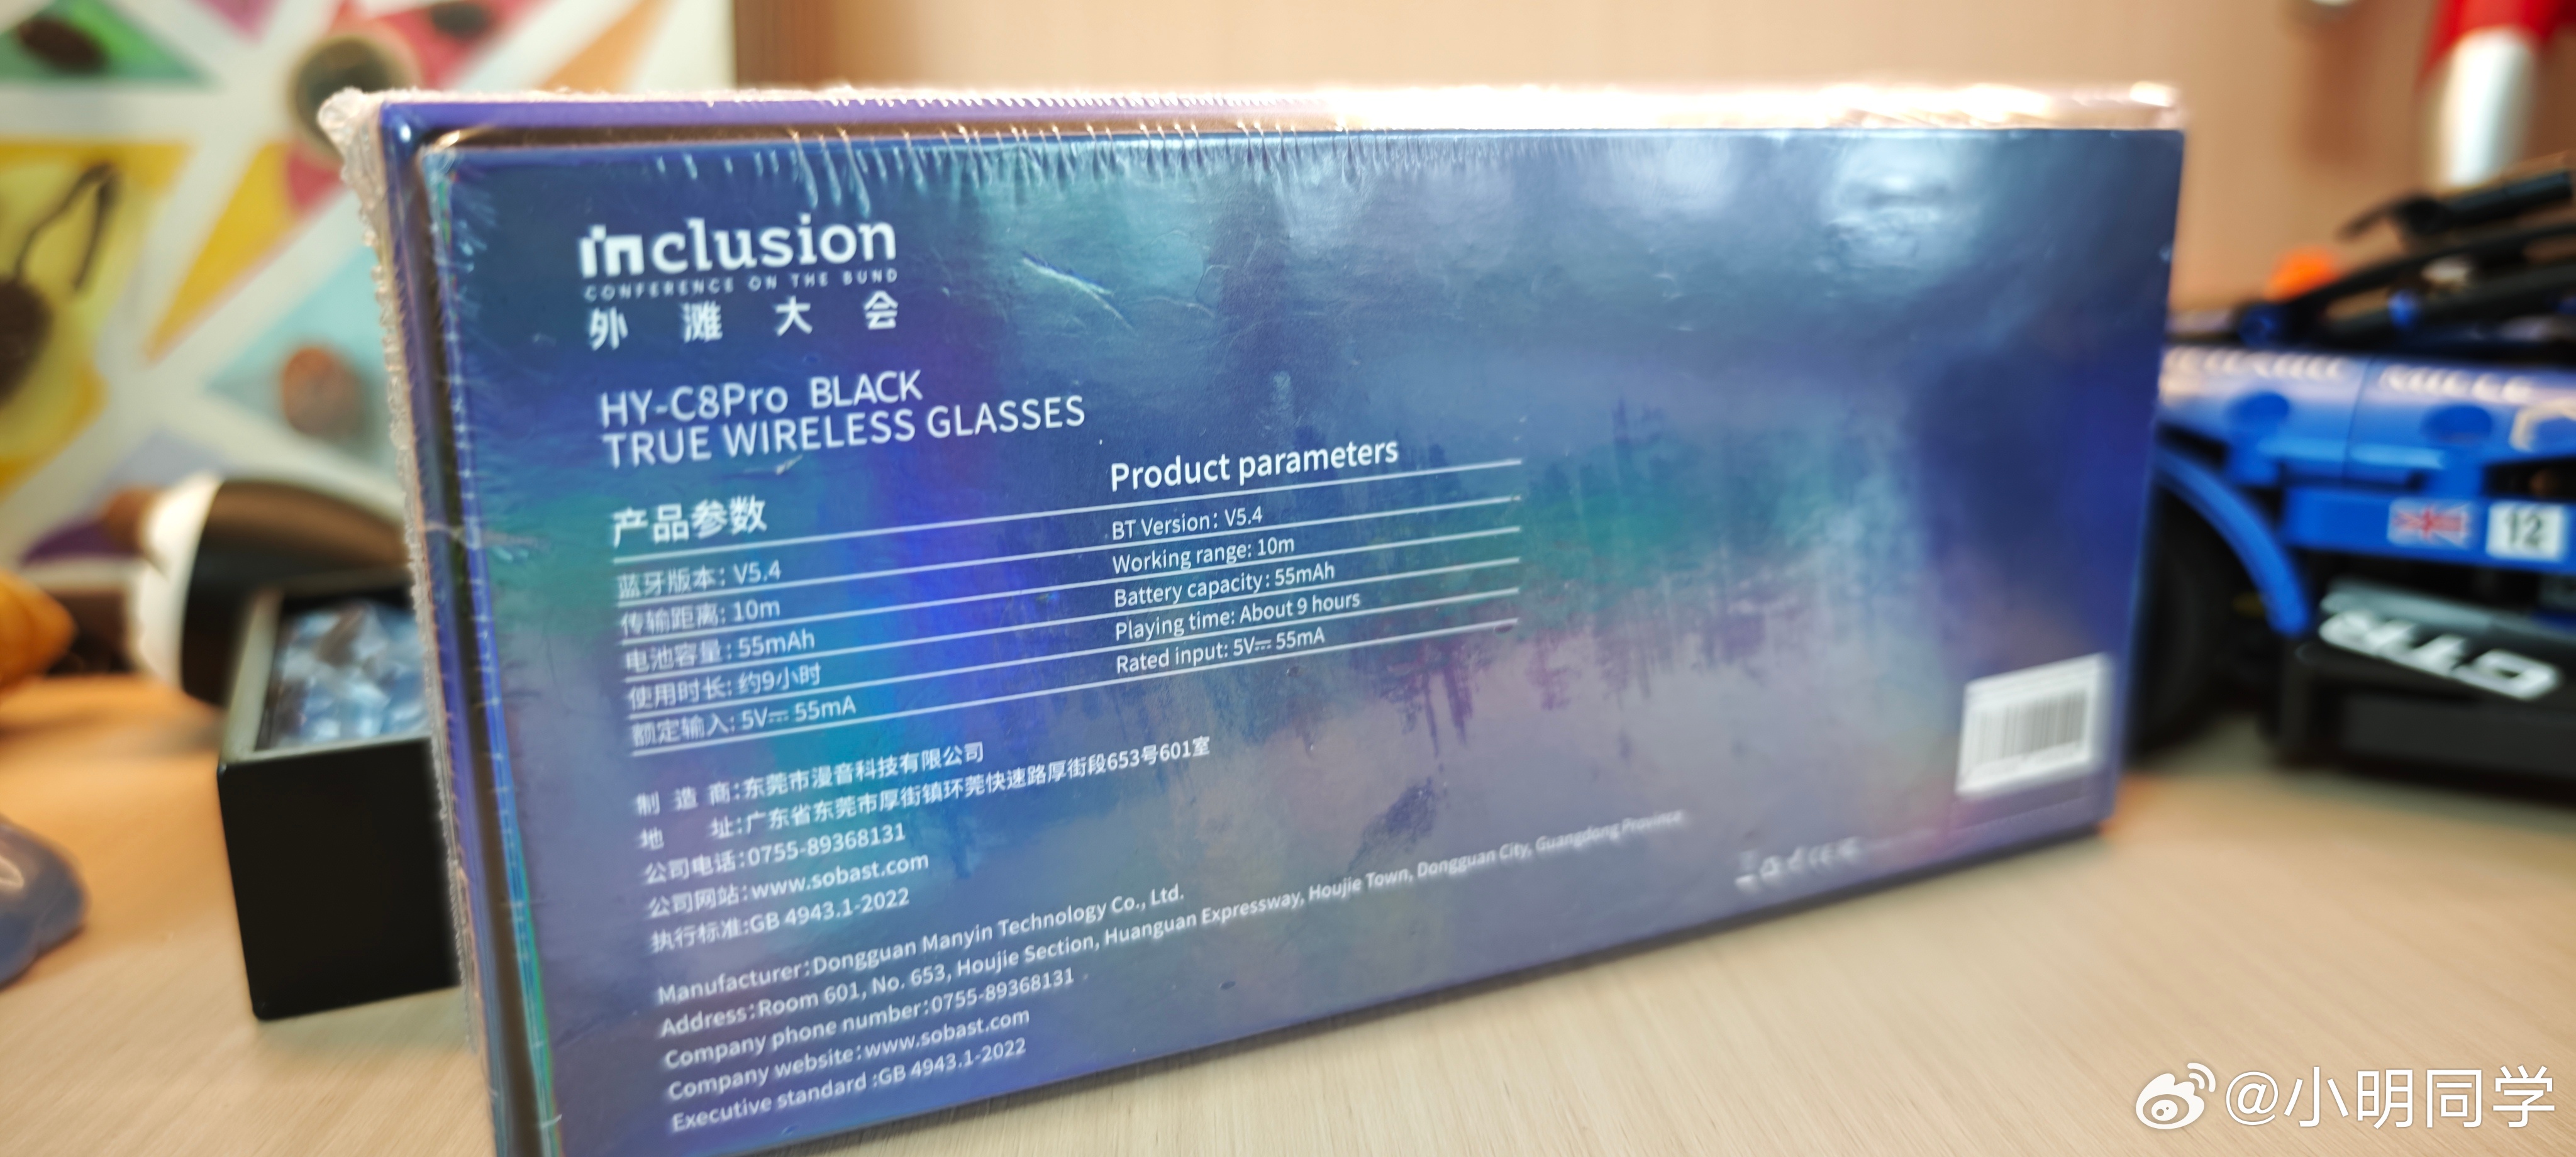 inclusion
CONFERENCE ON THE BUND
外滩大会
HY-C8Pro BLACK
TRUE WIRELESS GLASSES
产品参数
蓝牙版本：V5.4
传输距离：10m
电池容量：55mAh
使用时长：约9小时
额定输入：5V⎓55mA
Product parameters
BT Version：V5.4
Working range: 10m
Battery capacity：55mAh
Playing time: About 9 hours
Rated input: 5V⎓55mA
制造商：东莞市漫音科技有限公司
地址：广东省东莞市厚街镇环莞快速路厚街段653号601室
公司电话：0755-89368131
公司网站：www.sobast.com
执行标准：GB 4943.1-2022
Manufacturer：Dongguan Manyin Technology Co., Ltd.
Address：Room 601, No. 653, Houjie Section, Huanguan Expressway, Houjie Town, Dongguan City, Guangdong Province
Company phone number：0755-89368131
Company website：www.sobast.com
Executive standard :GB 4943.1-2022
12
GTR
@小明同学